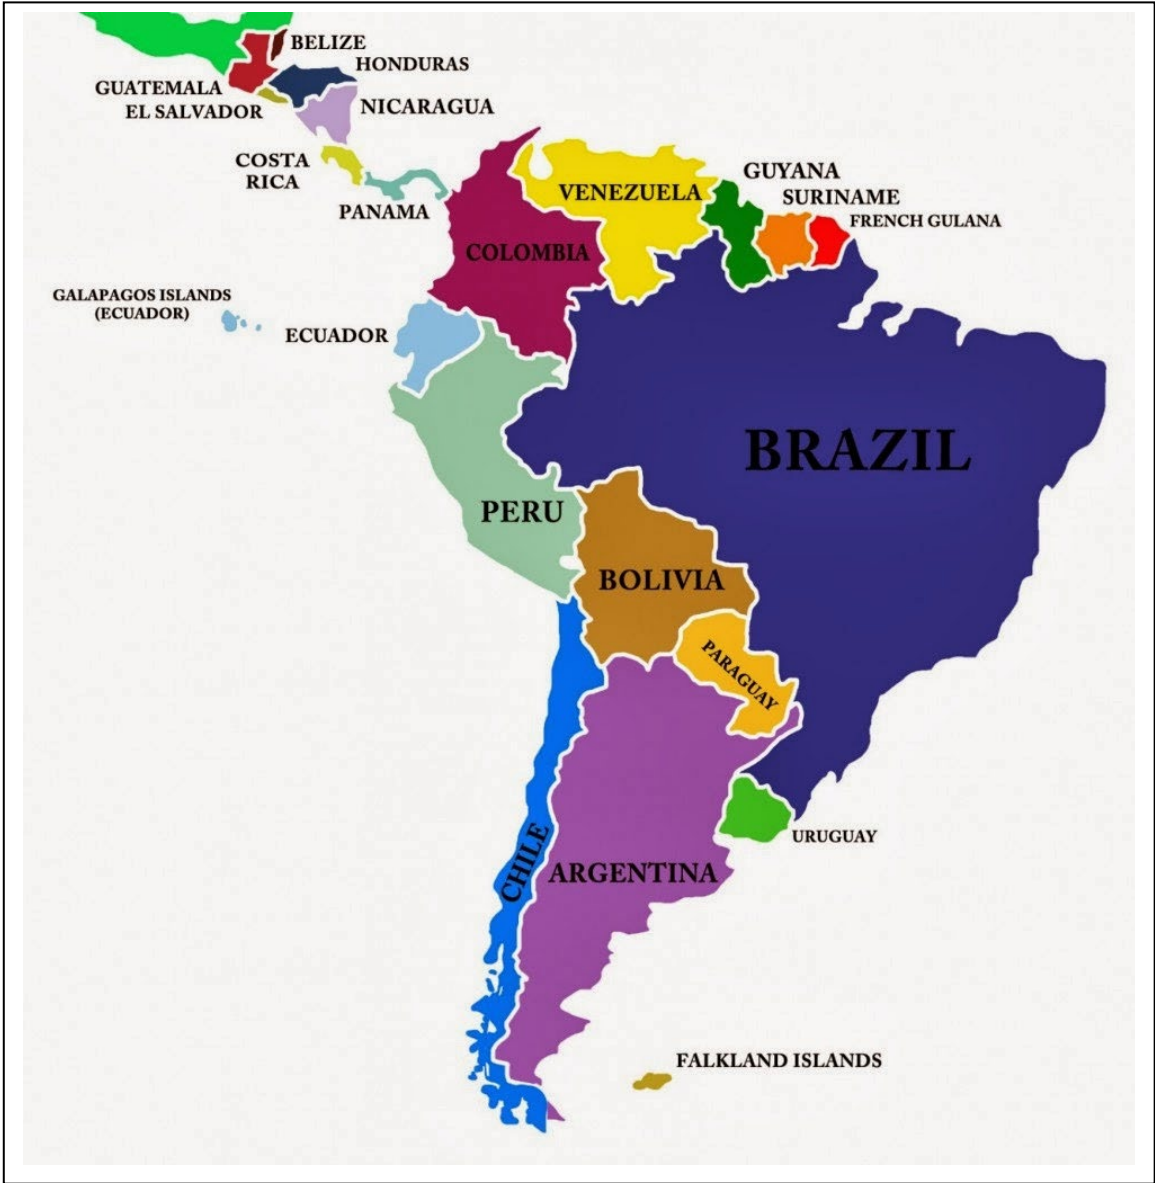 BELIZE
HONDURAS
GUATEMALA
EL SALVADOR
NICARAGUA
COSTA
RICA
PANAMA
VENEZUELA
GUYANA
SURINAME
FRENCH GULANA
COLOMBIA
GALAPAGOS ISLANDS
(ECUADOR)
ECUADOR
BRAZIL
PERU
BOLIVIA
PARAGUAY
CHILE
ARGENTINA
URUGUAY
FALKLAND ISLANDS